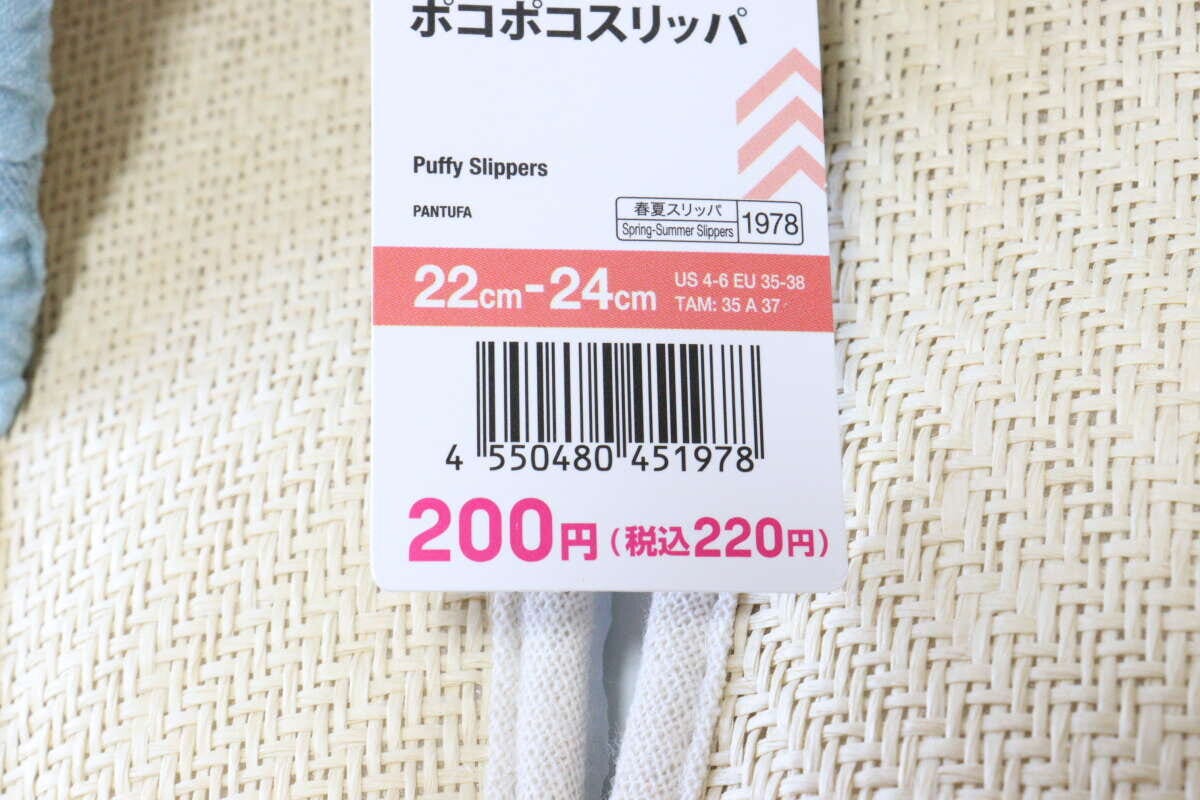 ポコポコスリッパ
Puffy Slippers
PANTUFA
春夏スリッパ
Spring-Summer Slippers
1978
22cm-24cm
US 4-6 EU 35-38
TAM: 35 A 37
4 550480 451978
200円(税込220円)